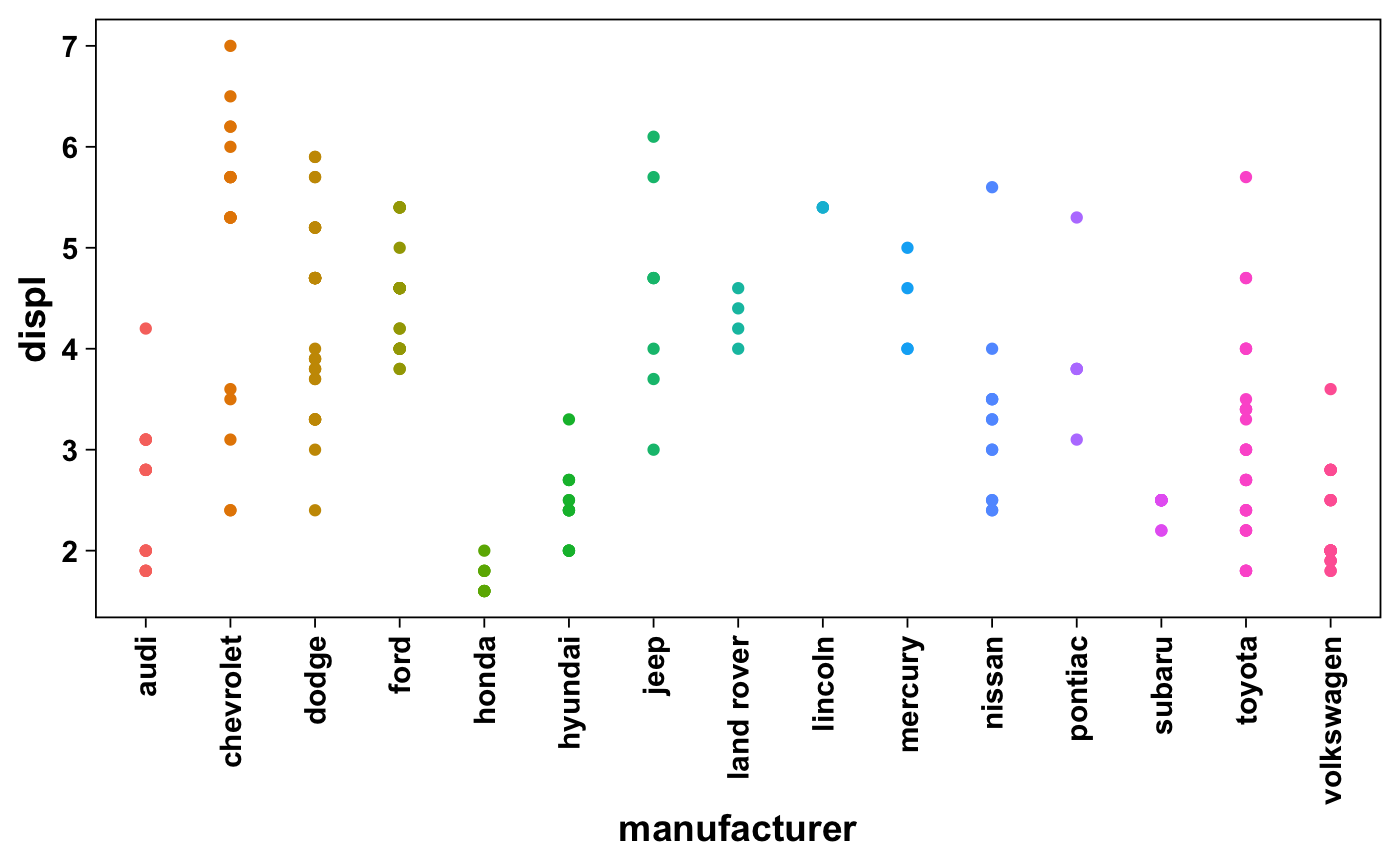 displ
7
6
5
4
3
2
audi
chevrolet
dodge
ford
honda
hyundai
jeep
land rover
lincoln
mercury
nissan
pontiac
subaru
toyota
volkswagen
manufacturer